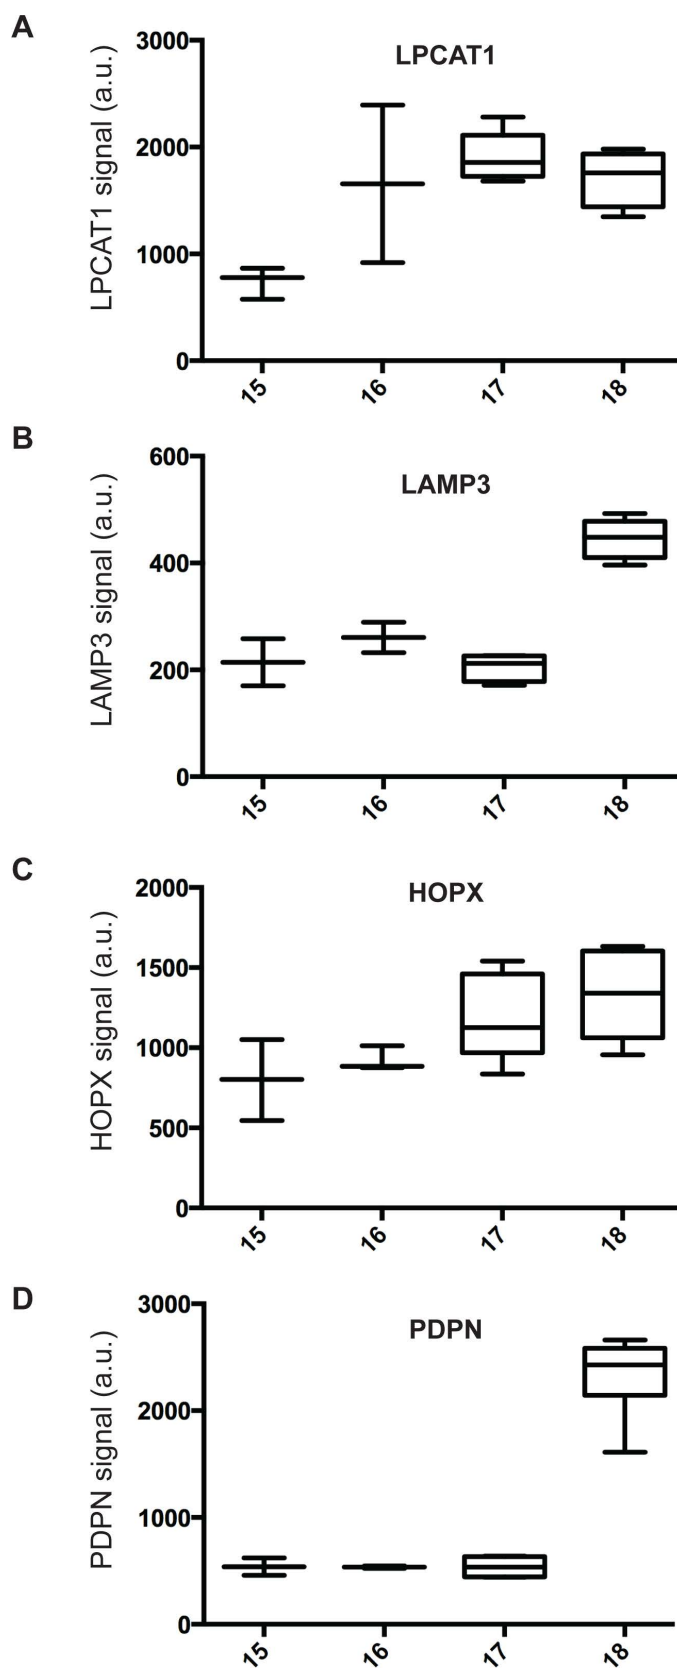 A
LPCAT1
LPCAT1 signal (a.u.)
3000
2000
1000
0
15 16 17 18
B
LAMP3
LAMP3 signal (a.u.)
600
400
200
0
15 16 17 18
C
HOPX
HOPX signal (a.u.)
2000
1500
1000
500
0
15 16 17 18
D
PDPN
PDPN signal (a.u.)
3000
2000
1000
0
15 16 17 18